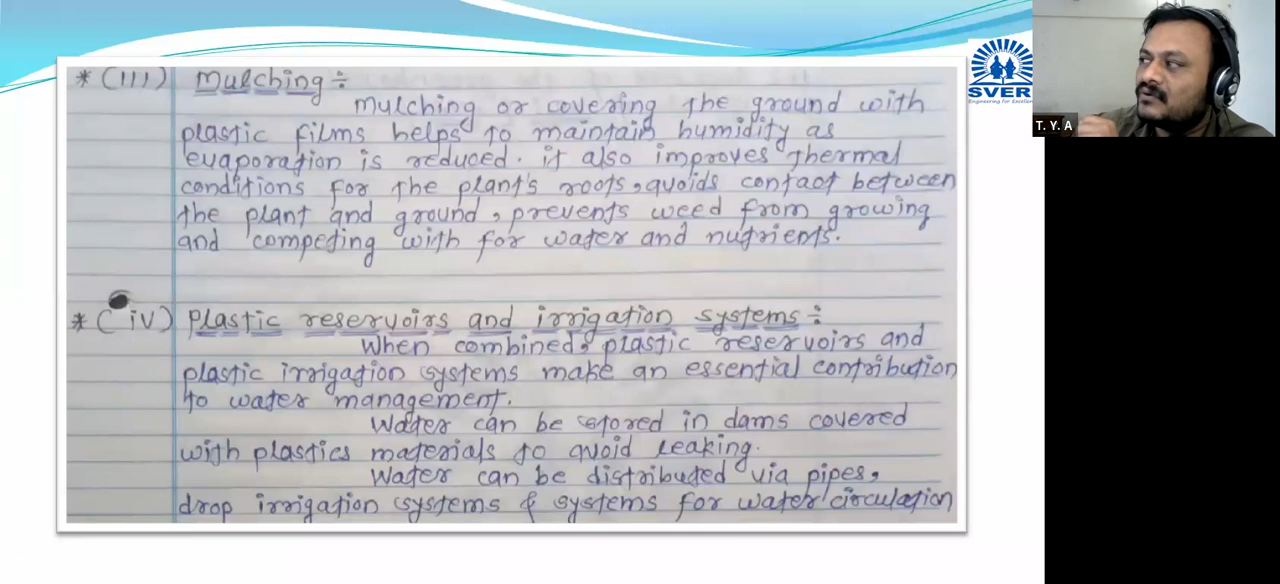 * (III) Mulching :-
Mulching or covering the ground with
plastic films helps to maintain humidity as
evaporation is reduced. it also improves thermal
conditions for the plant's roots, avoids contact between
the plant and ground, prevents weed from growing
and competing with for water and nutrients.
* (iv) Plastic reservoirs and irrigation systems :-
When combined, plastic reservoirs and
plastic irrigation systems make an essential contribution
to water management.
Water can be stored in dams covered
with plastics materials to avoid leaking.
Water can be distributed via pipes,
drop irrigation systems & systems for water circulation
SVER
Engineering for Excellen
T. Y. A